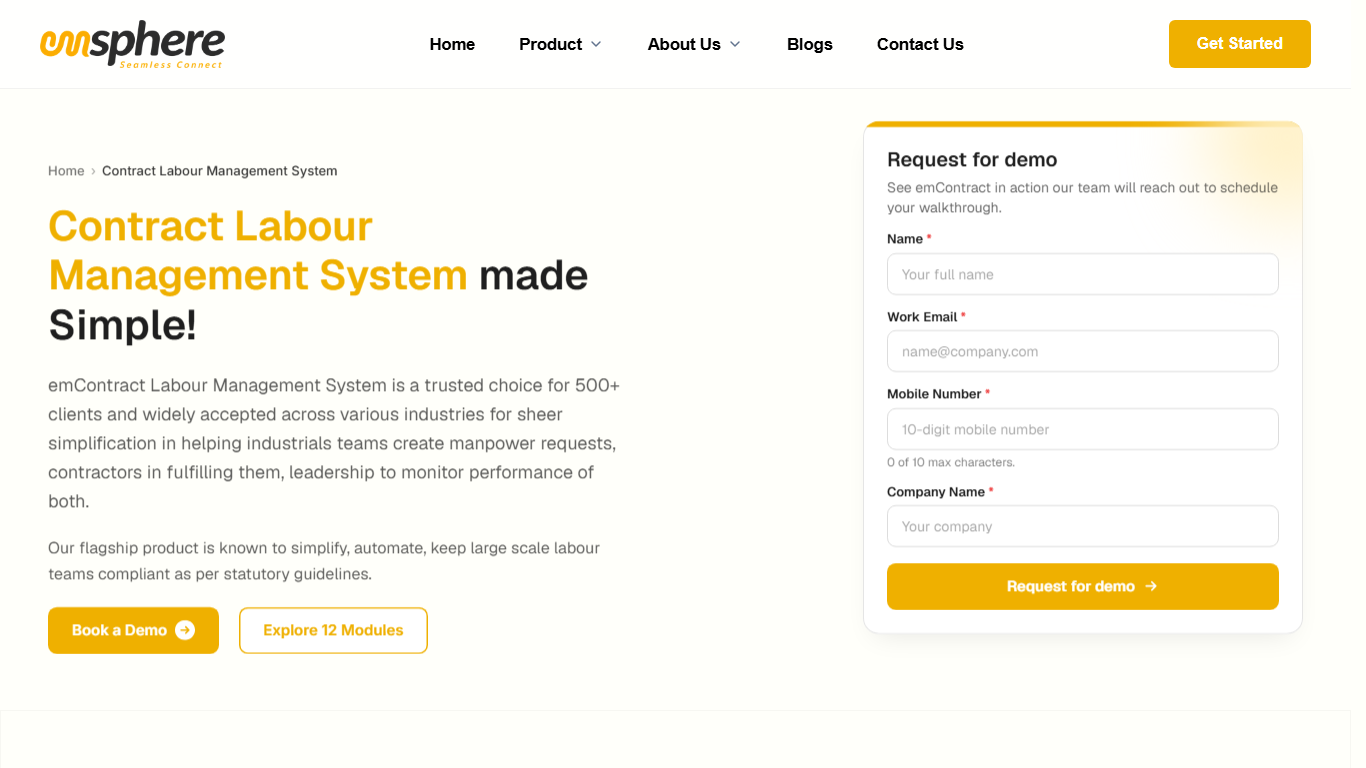 emsphere
Seamless Connect
Home
Product
About Us
Blogs
Contact Us
Get Started
Home › Contract Labour Management System
Contract Labour
Management System made
Simple!
emContract Labour Management System is a trusted choice for 500+
clients and widely accepted across various industries for sheer
simplification in helping industrials teams create manpower requests,
contractors in fulfilling them, leadership to monitor performance of
both.
Our flagship product is known to simplify, automate, keep large scale labour
teams compliant as per statutory guidelines.
Book a Demo
Explore 12 Modules
Request for demo
See emContract in action our team will reach out to schedule
your walkthrough.
Name *
Your full name
Work Email *
name@company.com
Mobile Number *
10-digit mobile number
0 of 10 max characters.
Company Name *
Your company
Request for demo →